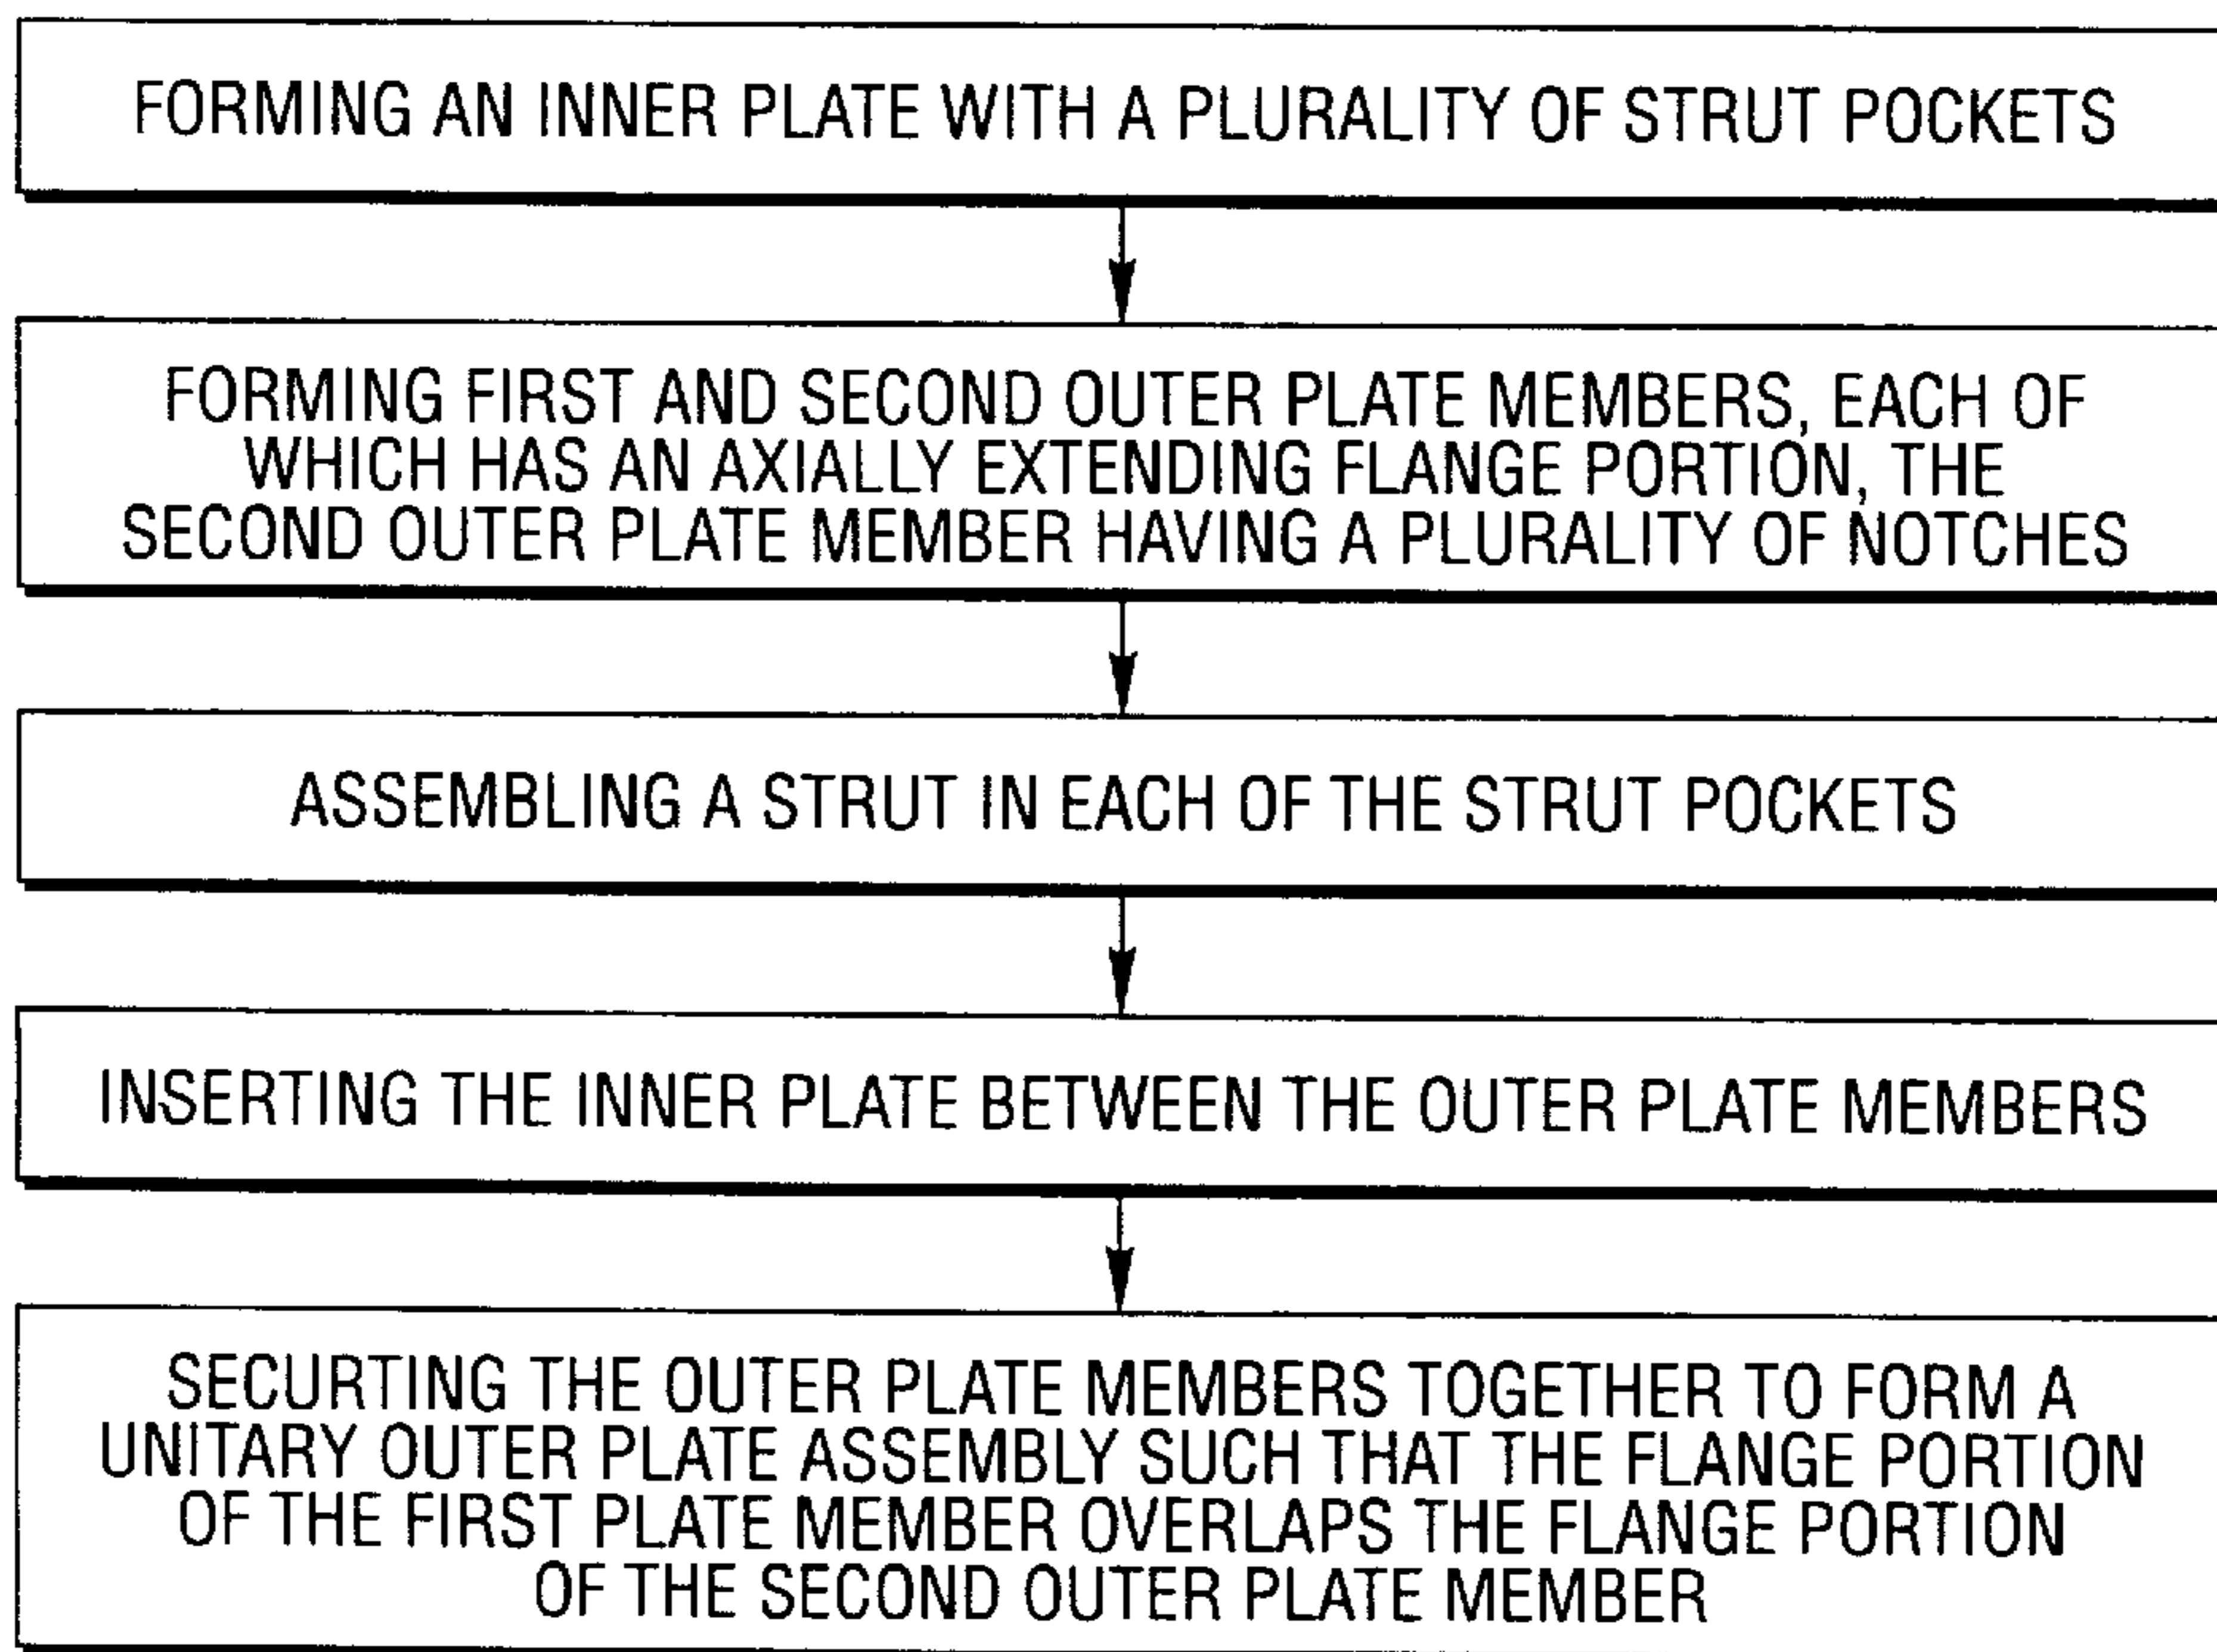 FORMING AN INNER PLATE WITH A PLURALITY OF STRUT POCKETS
FORMING FIRST AND SECOND OUTER PLATE MEMBERS, EACH OF
WHICH HAS AN AXIALLY EXTENDING FLANGE PORTION, THE
SECOND OUTER PLATE MEMBER HAVING A PLURALITY OF NOTCHES
ASSEMBLING A STRUT IN EACH OF THE STRUT POCKETS
INSERTING THE INNER PLATE BETWEEN THE OUTER PLATE MEMBERS
SECURTING THE OUTER PLATE MEMBERS TOGETHER TO FORM A
UNITARY OUTER PLATE ASSEMBLY SUCH THAT THE FLANGE PORTION
OF THE FIRST PLATE MEMBER OVERLAPS THE FLANGE PORTION
OF THE SECOND OUTER PLATE MEMBER